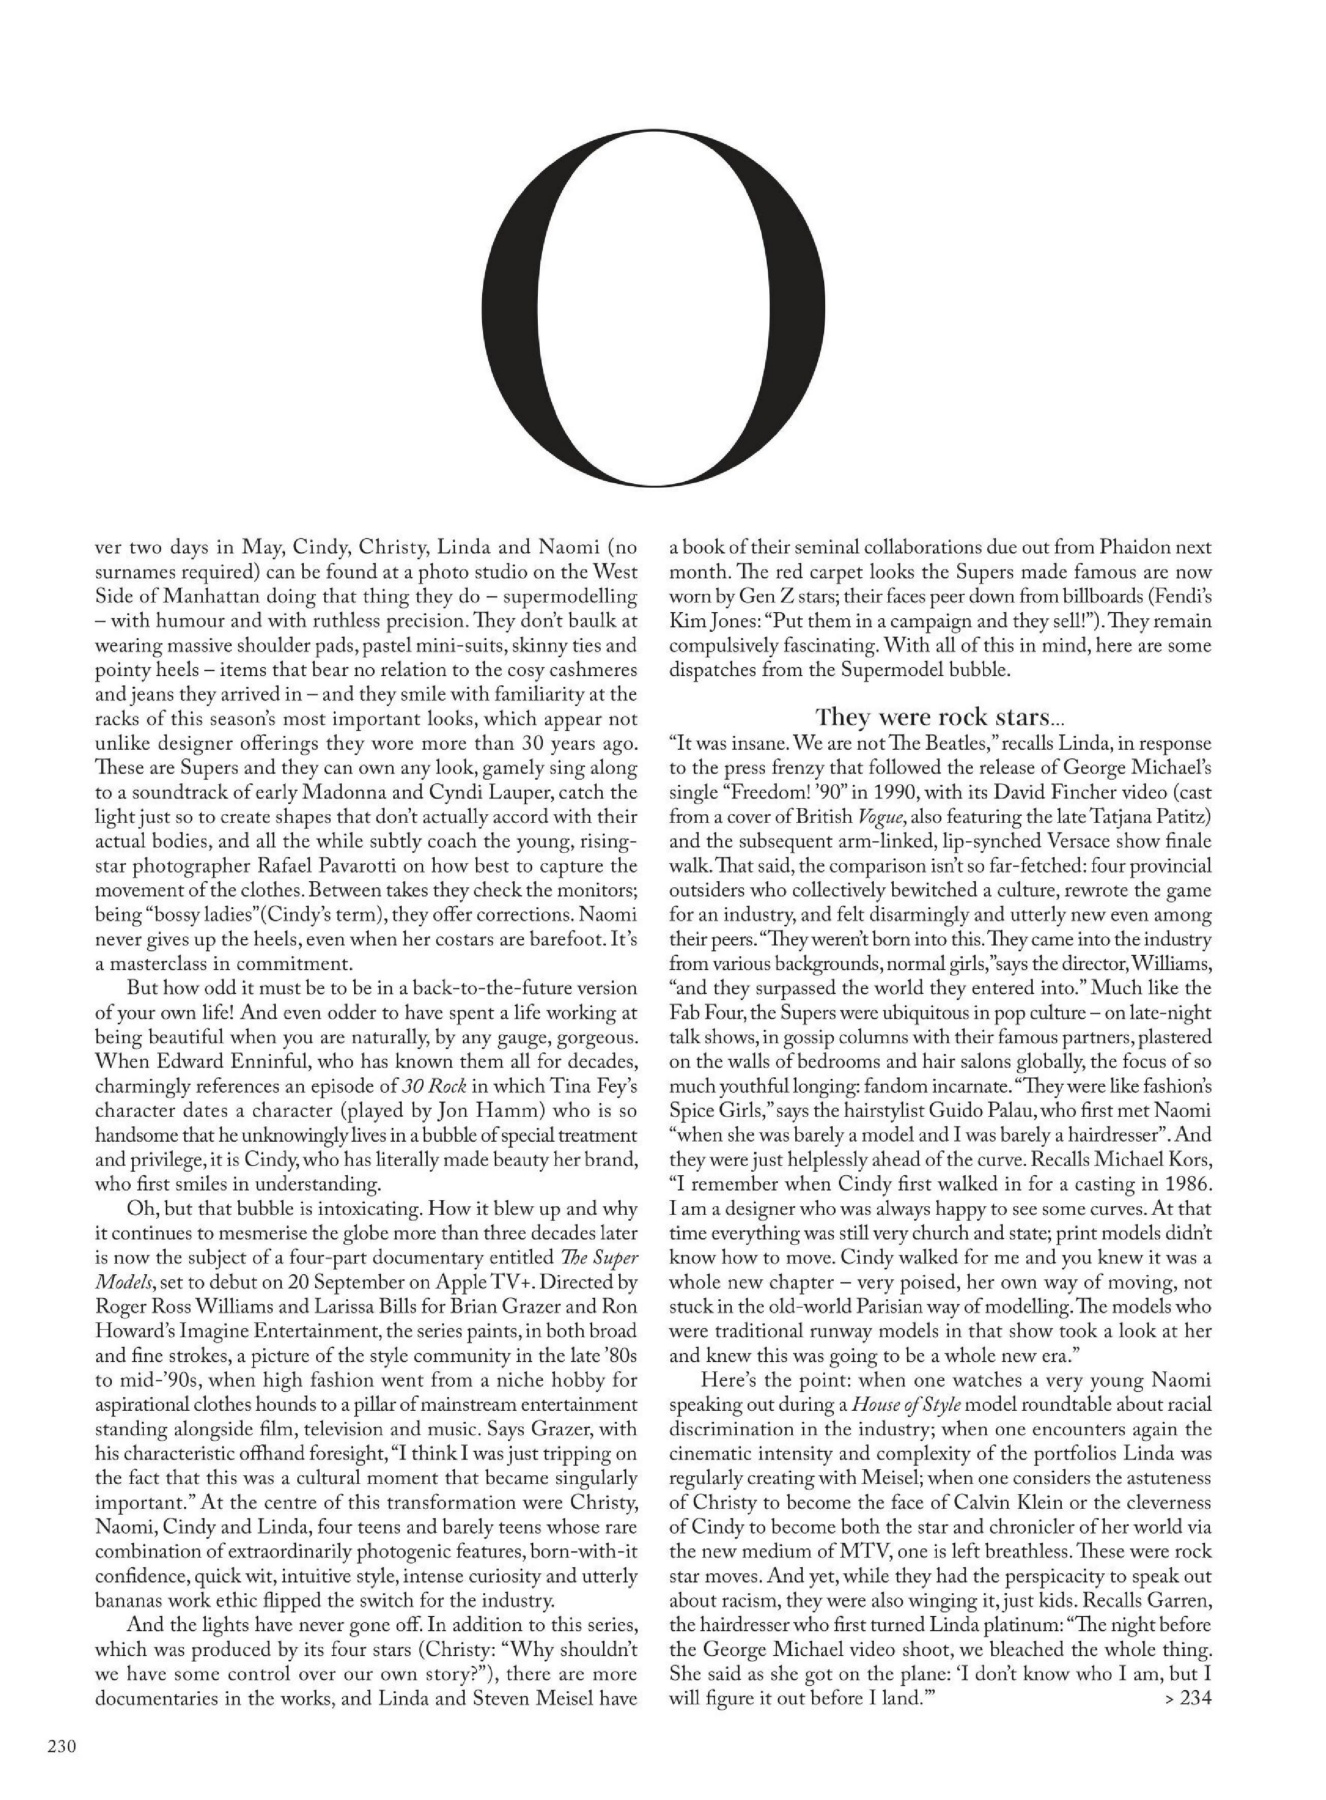 O
ver two days in May, Cindy, Christy, Linda and Naomi (no
surnames required) can be found at a photo studio on the West
Side of Manhattan doing that thing they do – supermodelling
– with humour and with ruthless precision. They don’t baulk at
wearing massive shoulder pads, pastel mini-suits, skinny ties and
pointy heels – items that bear no relation to the cosy cashmeres
and jeans they arrived in – and they smile with familiarity at the
racks of this season’s most important looks, which appear not
unlike designer offerings they wore more than 30 years ago.
These are Supers and they can own any look, gamely sing along
to a soundtrack of early Madonna and Cyndi Lauper, catch the
light just so to create shapes that don’t actually accord with their
actual bodies, and all the while subtly coach the young, rising-
star photographer Rafael Pavarotti on how best to capture the
movement of the clothes. Between takes they check the monitors;
being “bossy ladies”(Cindy’s term), they offer corrections. Naomi
never gives up the heels, even when her costars are barefoot. It’s
a masterclass in commitment.
But how odd it must be to be in a back-to-the-future version
of your own life! And even odder to have spent a life working at
being beautiful when you are naturally, by any gauge, gorgeous.
When Edward Enninful, who has known them all for decades,
charmingly references an episode of 30 Rock in which Tina Fey’s
character dates a character (played by Jon Hamm) who is so
handsome that he unknowingly lives in a bubble of special treatment
and privilege, it is Cindy, who has literally made beauty her brand,
who first smiles in understanding.
Oh, but that bubble is intoxicating. How it blew up and why
it continues to mesmerise the globe more than three decades later
is now the subject of a four-part documentary entitled The Super
Models, set to debut on 20 September on Apple TV+. Directed by
Roger Ross Williams and Larissa Bills for Brian Grazer and Ron
Howard’s Imagine Entertainment, the series paints, in both broad
and fine strokes, a picture of the style community in the late ’80s
to mid-’90s, when high fashion went from a niche hobby for
aspirational clothes hounds to a pillar of mainstream entertainment
standing alongside film, television and music. Says Grazer, with
his characteristic offhand foresight, “I think I was just tripping on
the fact that this was a cultural moment that became singularly
important.” At the centre of this transformation were Christy,
Naomi, Cindy and Linda, four teens and barely teens whose rare
combination of extraordinarily photogenic features, born-with-it
confidence, quick wit, intuitive style, intense curiosity and utterly
bananas work ethic flipped the switch for the industry.
And the lights have never gone off. In addition to this series,
which was produced by its four stars (Christy: “Why shouldn’t
we have some control over our own story?”), there are more
documentaries in the works, and Linda and Steven Meisel have
a book of their seminal collaborations due out from Phaidon next
month. The red carpet looks the Supers made famous are now
worn by Gen Z stars; their faces peer down from billboards (Fendi’s
Kim Jones: “Put them in a campaign and they sell!”). They remain
compulsively fascinating. With all of this in mind, here are some
dispatches from the Supermodel bubble.
They were rock stars…
“It was insane. We are not The Beatles,” recalls Linda, in response
to the press frenzy that followed the release of George Michael’s
single “Freedom! ’90” in 1990, with its David Fincher video (cast
from a cover of British Vogue, also featuring the late Tatjana Patitz)
and the subsequent arm-linked, lip-synched Versace show finale
walk. That said, the comparison isn’t so far-fetched: four provincial
outsiders who collectively bewitched a culture, rewrote the game
for an industry, and felt disarmingly and utterly new even among
their peers. “They weren’t born into this. They came into the industry
from various backgrounds, normal girls,”says the director, Williams,
“and they surpassed the world they entered into.” Much like the
Fab Four, the Supers were ubiquitous in pop culture – on late-night
talk shows, in gossip columns with their famous partners, plastered
on the walls of bedrooms and hair salons globally, the focus of so
much youthful longing: fandom incarnate. “They were like fashion’s
Spice Girls,” says the hairstylist Guido Palau, who first met Naomi
“when she was barely a model and I was barely a hairdresser”. And
they were just helplessly ahead of the curve. Recalls Michael Kors,
“I remember when Cindy first walked in for a casting in 1986.
I am a designer who was always happy to see some curves. At that
time everything was still very church and state; print models didn’t
know how to move. Cindy walked for me and you knew it was a
whole new chapter – very poised, her own way of moving, not
stuck in the old-world Parisian way of modelling. The models who
were traditional runway models in that show took a look at her
and knew this was going to be a whole new era.”
Here’s the point: when one watches a very young Naomi
speaking out during a House of Style model roundtable about racial
discrimination in the industry; when one encounters again the
cinematic intensity and complexity of the portfolios Linda was
regularly creating with Meisel; when one considers the astuteness
of Christy to become the face of Calvin Klein or the cleverness
of Cindy to become both the star and chronicler of her world via
the new medium of MTV, one is left breathless. These were rock
star moves. And yet, while they had the perspicacity to speak out
about racism, they were also winging it, just kids. Recalls Garren,
the hairdresser who first turned Linda platinum: “The night before
the George Michael video shoot, we bleached the whole thing.
She said as she got on the plane: ‘I don’t know who I am, but I
will figure it out before I land.’” > 234
230